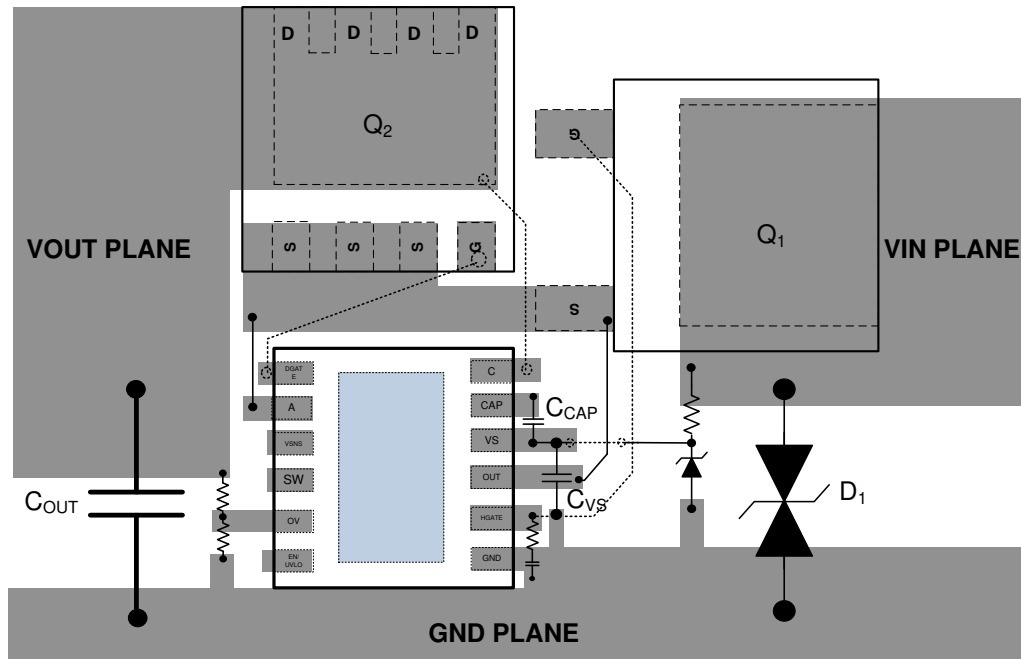 D D D D
Q2
G
Q1
VOUT PLANE
VIN PLANE
S S S G
S
DGAT
E
C
A
CAP
CCAP
VSNS
VS
SW
OUT
COUT
CVS
D1
OV
HGATE
EN/
UVLO
GND
GND PLANE